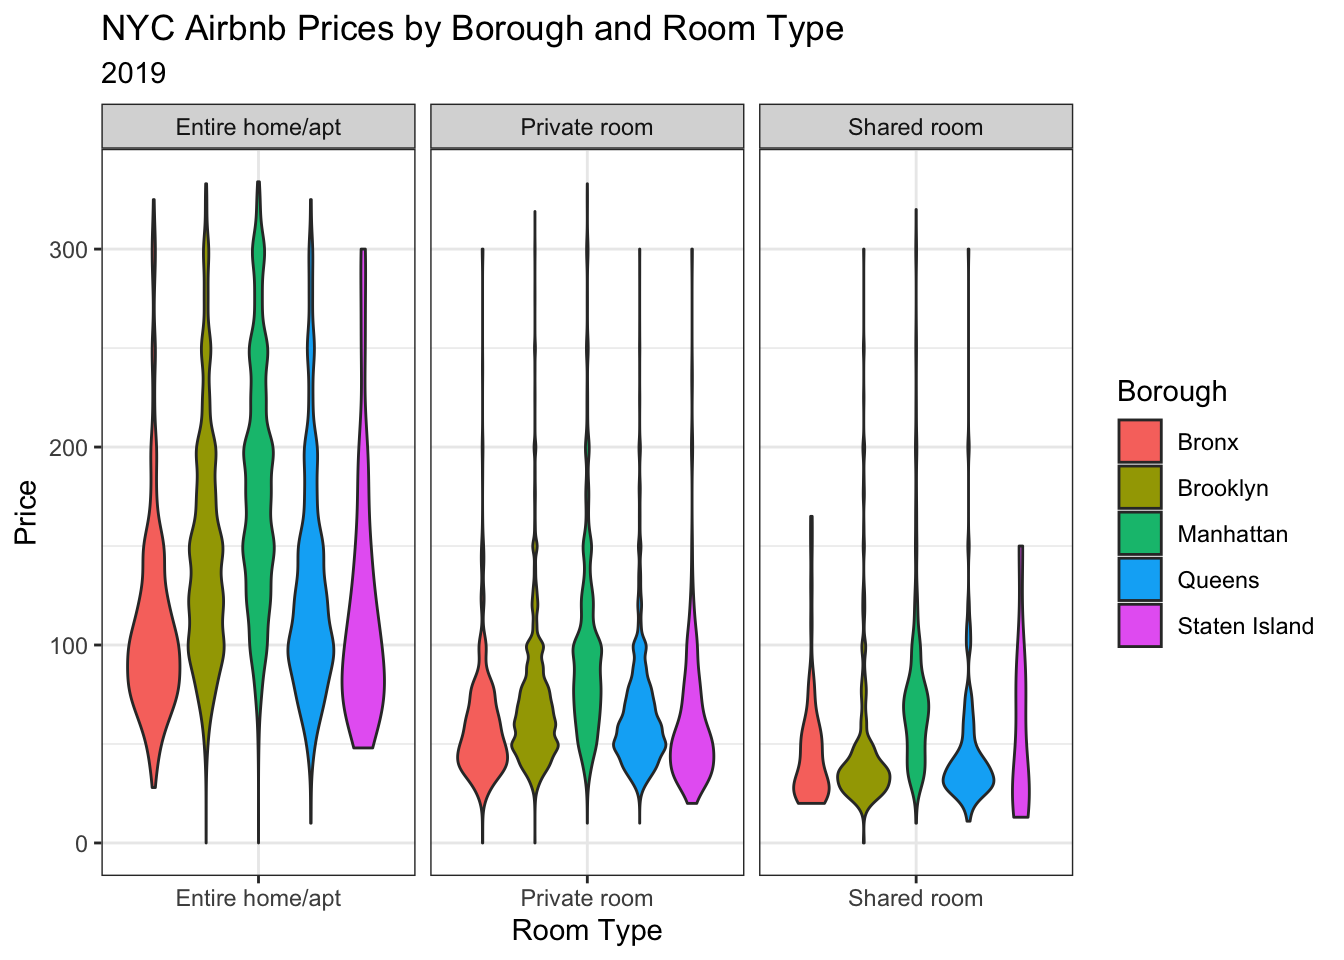 NYC Airbnb Prices by Borough and Room Type
2019
Entire home/apt
Private room
Shared room
300
200
100
0
Price
Entire home/apt
Private room
Shared room
Room Type
Borough
Bronx
Brooklyn
Manhattan
Queens
Staten Island